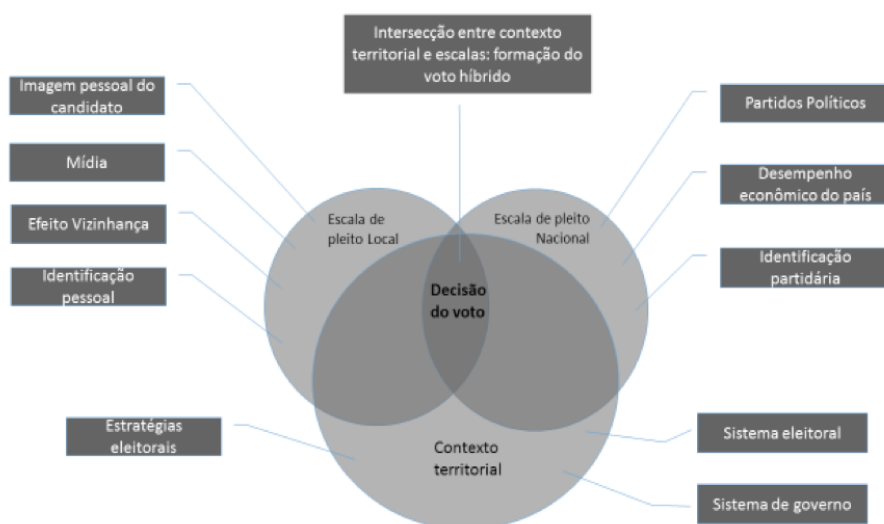 Intersecção entre contexto
territorial e escalas: formação do
voto híbrido
Imagem pessoal do
candidato
Mídia
Efeito Vizinhança
Identificação
pessoal
Partidos Políticos
Desempenho
econômico do país
Identificação
partidária
Escala de
pleito Local
Escala de pleito
Nacional
Decisão
do voto
Estratégias
eleitorais
Contexto
territorial
Sistema eleitoral
Sistema de governo